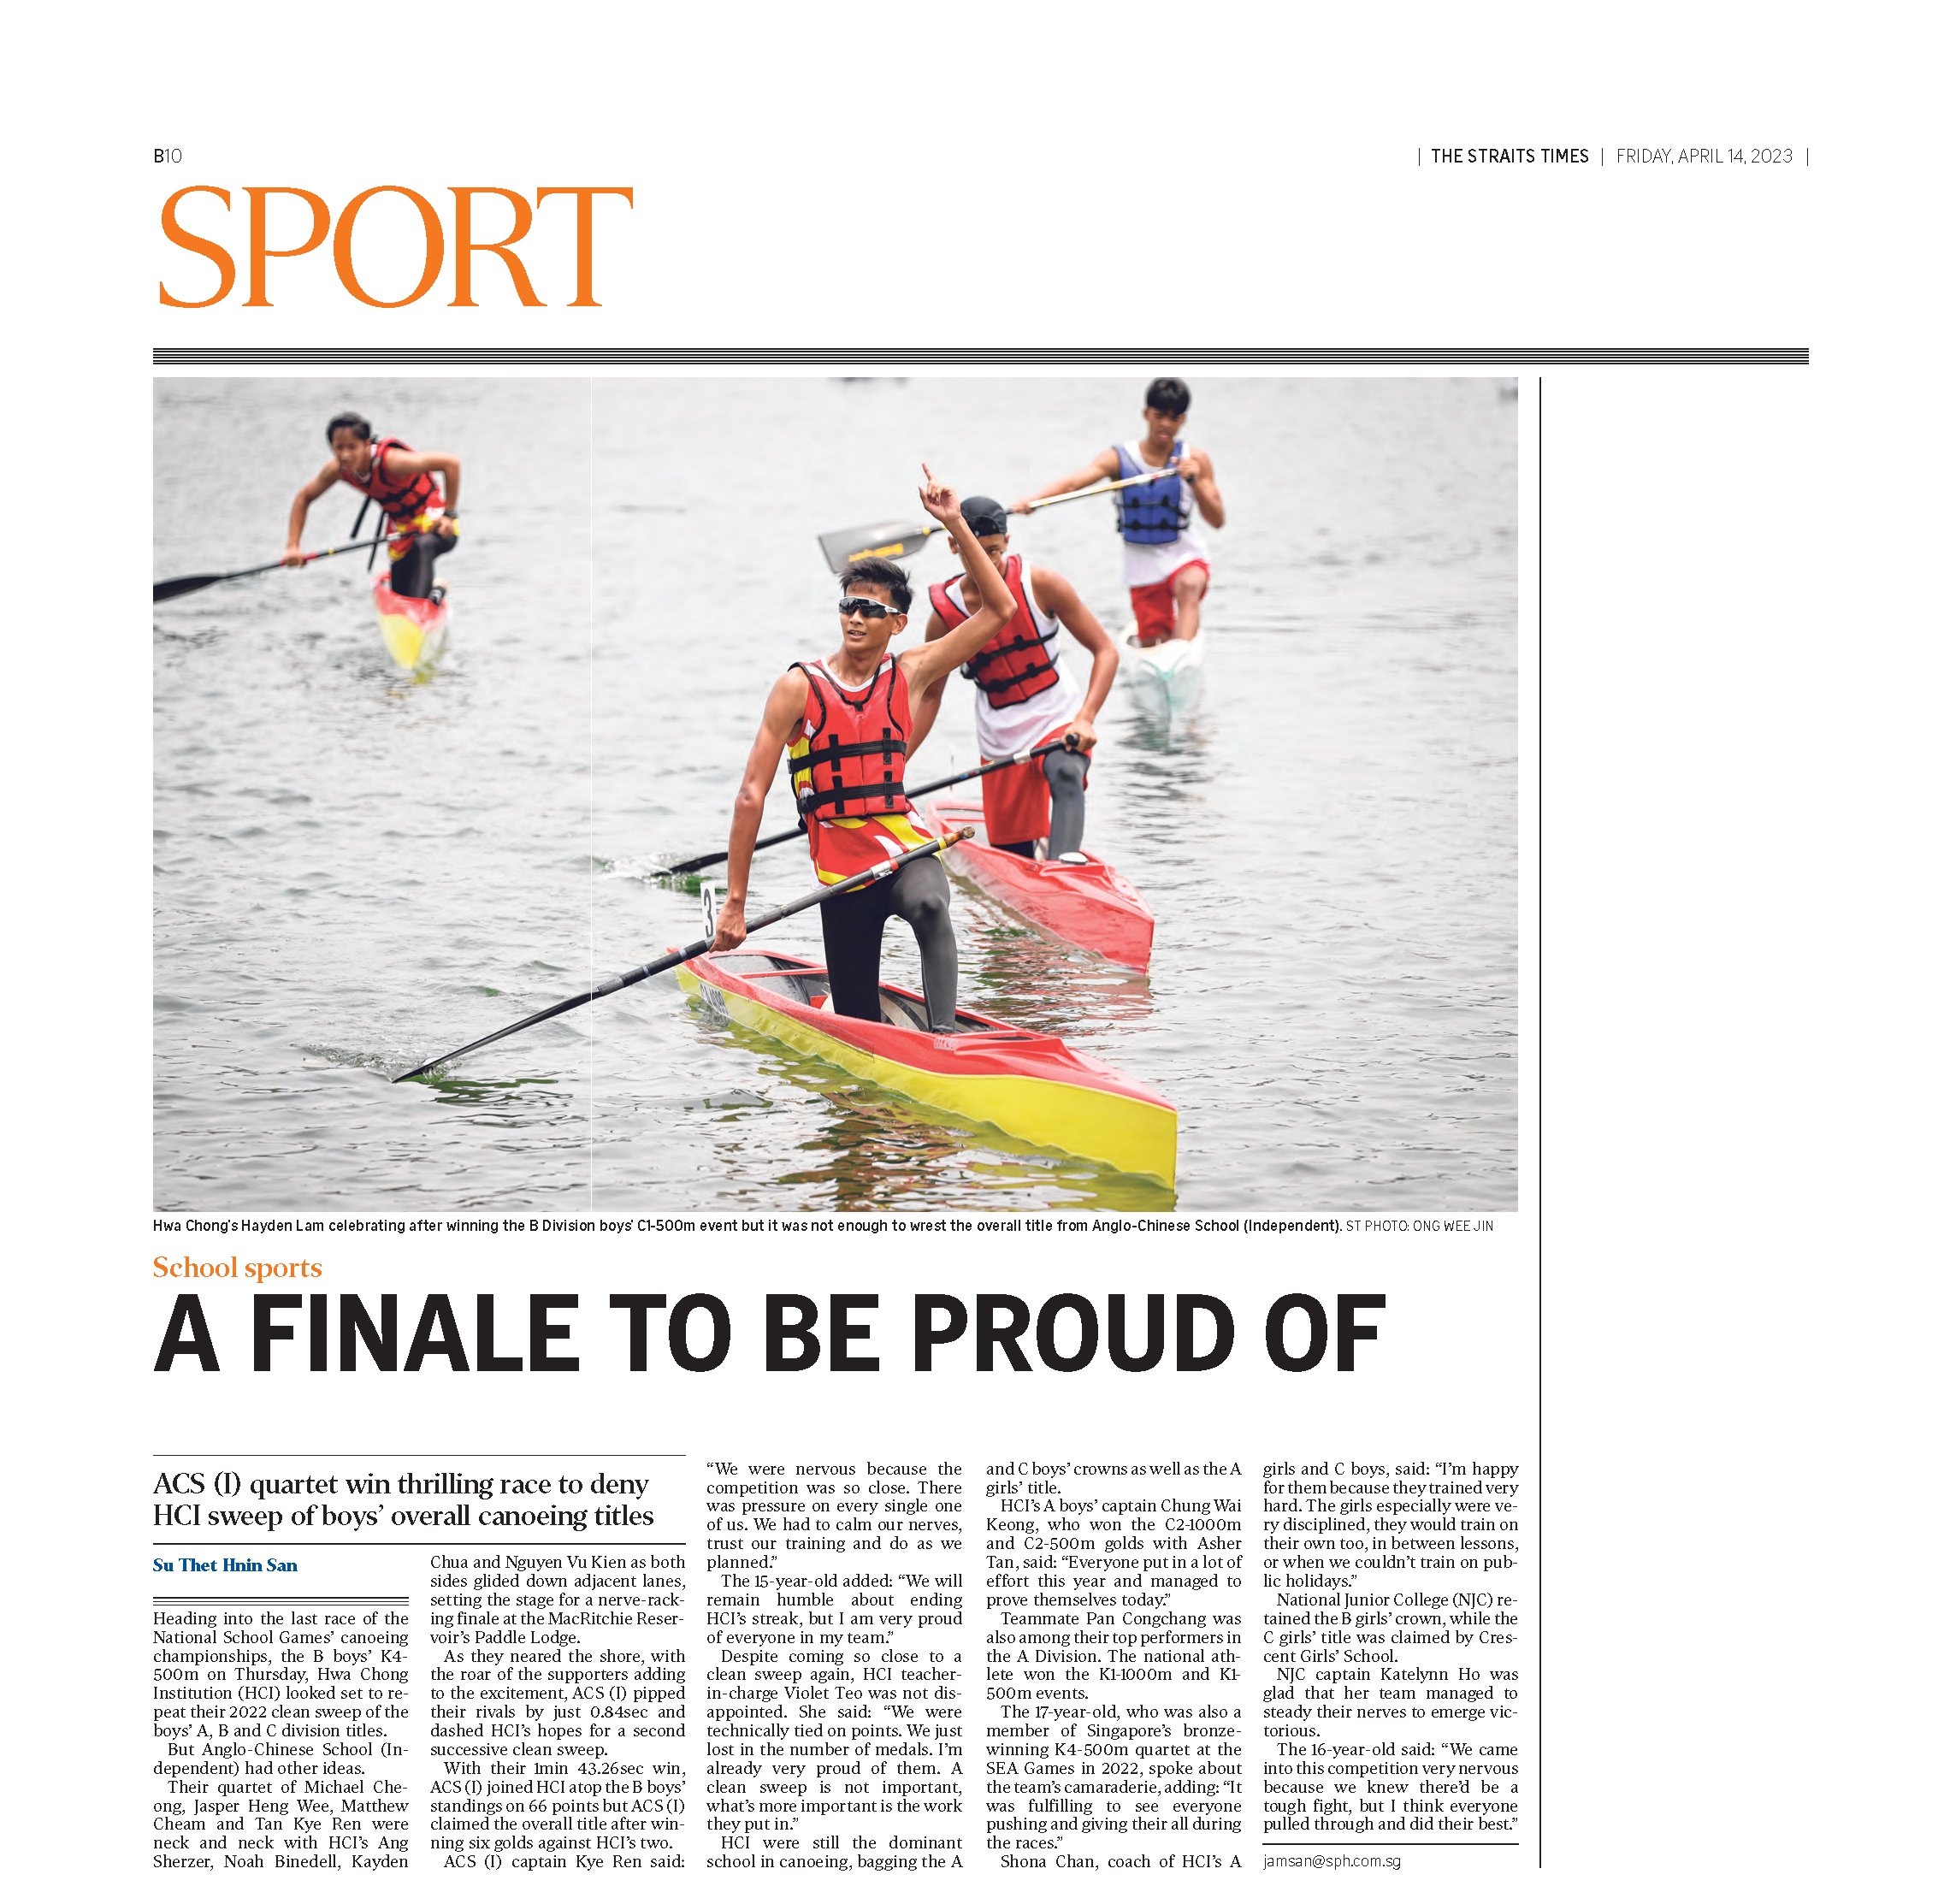 B10
| THE STRAITS TIMES | FRIDAY, APRIL 14, 2023 |
SPORT
3
Hwa Chong's Hayden Lam celebrating after winning the B Division boys' C1-500m event but it was not enough to wrest the overall title from Anglo-Chinese School (Independent). ST PHOTO: ONG WEE JIN
School sports
A FINALE TO BE PROUD OF
ACS (I) quartet win thrilling race to deny
HCI sweep of boys' overall canoeing titles
Su Thet Hnin San
Heading into the last race of the
National School Games' canoeing
championships, the B boys' K4-
500m on Thursday, Hwa Chong
Institution (HCI) looked set to re-
peat their 2022 clean sweep of the
boys' A, B and C division titles.
But Anglo-Chinese School (In-
dependent) had other ideas.
Their quartet of Michael Che-
ong, Jasper Heng Wee, Matthew
Cheam and Tan Kye Ren were
neck and neck with HCI's Ang
Sherzer, Noah Binedell, Kayden
Chua and Nguyen Vu Kien as both
sides glided down adjacent lanes,
setting the stage for a nerve-rack-
ing finale at the MacRitchie Reser-
voir's Paddle Lodge.
As they neared the shore, with
the roar of the supporters adding
to the excitement, ACS (I) pipped
their rivals by just 0.84sec and
dashed HCI's hopes for a second
successive clean sweep.
With their 1min 43.26sec win,
ACS (I) joined HCI atop the B boys'
standings on 66 points but ACS (I)
claimed the overall title after win-
ning six golds against HCI's two.
ACS (I) captain Kye Ren said:
“We were nervous because the
competition was so close. There
was pressure on every single one
of us. We had to calm our nerves,
trust our training and do as we
planned.”
The 15-year-old added: “We will
remain humble about ending
HCI's streak, but I am very proud
of everyone in my team.”
Despite coming so close to a
clean sweep again, HCI teacher-
in-charge Violet Teo was not dis-
appointed. She said: “We were
technically tied on points. We just
lost in the number of medals. I'm
already very proud of them. A
clean sweep is not important,
what's more important is the work
they put in.”
HCI were still the dominant
school in canoeing, bagging the A
and C boys' crowns as well as the A
girls' title.
HCI's A boys' captain Chung Wai
Keong, who won the C2-1000m
and C2-500m golds with Asher
Tan, said: “Everyone put in a lot of
effort this year and managed to
prove themselves today.”
Teammate Pan Congchang was
also among their top performers in
the A Division. The national ath-
lete won the K1-1000m and K1-
500m events.
The 17-year-old, who was also a
member of Singapore's bronze-
winning K4-500m quartet at the
SEA Games in 2022, spoke about
the team's camaraderie, adding: “It
was fulfilling to see everyone
pushing and giving their all during
the races.”
Shona Chan, coach of HCI's A
girls and C boys, said: “I'm happy
for them because they trained very
hard. The girls especially were ve-
ry disciplined, they would train on
their own too, in between lessons,
or when we couldn't train on pub-
lic holidays.”
National Junior College (NJC) re-
tained the B girls' crown, while the
C girls' title was claimed by Cres-
cent Girls' School.
NJC captain Katelynn Ho was
glad that her team managed to
steady their nerves to emerge vic-
torious.
The 16-year-old said: “We came
into this competition very nervous
because we knew there'd be a
tough fight, but I think everyone
pulled through and did their best.”
jamsan@sph.com.sg